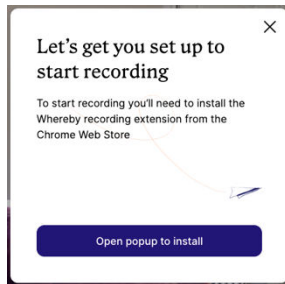 Let’s get you set up to
start recording
To start recording you'll need to install the
Whereby recording extension from the
Chrome Web Store
Open popup to install